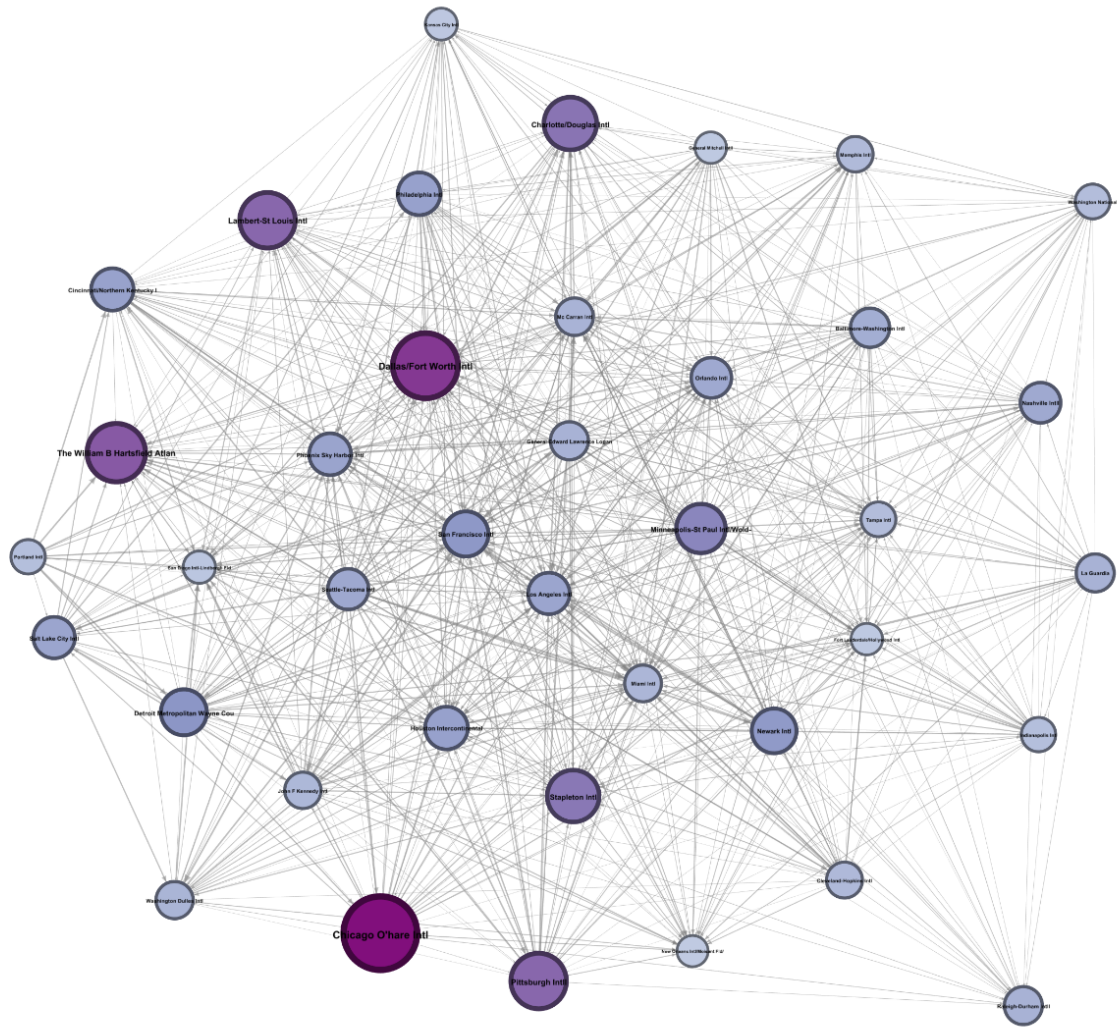 Kansas City Intl
Charlotte/Douglas Intl
General Mitchell Intl
Memphis Intl
Philadelphia Intl
Washington National
Lambert-St Louis Intl
Cincinnati/Northern Kentucky I
Mc Carran Intl
Baltimore-Washington Intl
Dallas/Fort Worth Intl
Orlando Intl
Nashville Intll
General Edward Lawrence Logan
The William B Hartsfield Atlan
Phoenix Sky Harbor Intl
Tampa Intl
Minneapolis-St Paul Intl/Wold-
San Francisco Intl
Portland Intl
San Diego Intl-Lindbergh Fld
La Guardia
Seattle-Tacoma Intl
Los Angeles Intl
Salt Lake City Intl
Fort Lauderdale/Hollywood Intl
Miami Intl
Detroit Metropolitan Wayne Cou
Houston Intercontinental
Newark Intl
Indianapolis Intl
John F Kennedy Intl
Stapleton Intl
Cleveland-Hopkins Intl
Washington Dulles Intl
Chicago O'hare Intl
New Orleans Intl/Moisant Fld/
Pittsburgh Intll
Raleigh-Durham Intll